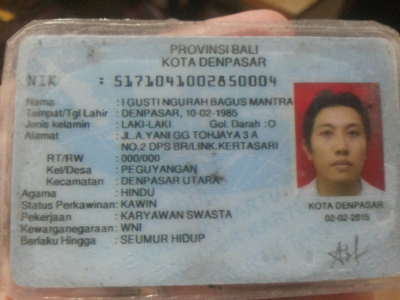 PROVINSI BALI
KOTA DENPASAR
NIK : 5171041002850004
Nama : I GUSTI NGURAH BAGUS MANTRA
Tempat/Tgl Lahir : DENPASAR, 10-02-1985
Jenis kelamin : LAKI-LAKI Gol. Darah :O
Alamat : JL.A.YANI GG TOHJAYA 3 A
NO.2 DPS BR/LINK.KERTASARI
RT/RW : 000/000
Kel/Desa : PEGUYANGAN
Kecamatan : DENPASAR UTARA
Agama : HINDU
Status Perkawinan: KAWIN
Pekerjaan : KARYAWAN SWASTA
Kewarganegaraan: WNI
Berlaku Hingga : SEUMUR HIDUP
KOTA DENPASAR
02-02-2015